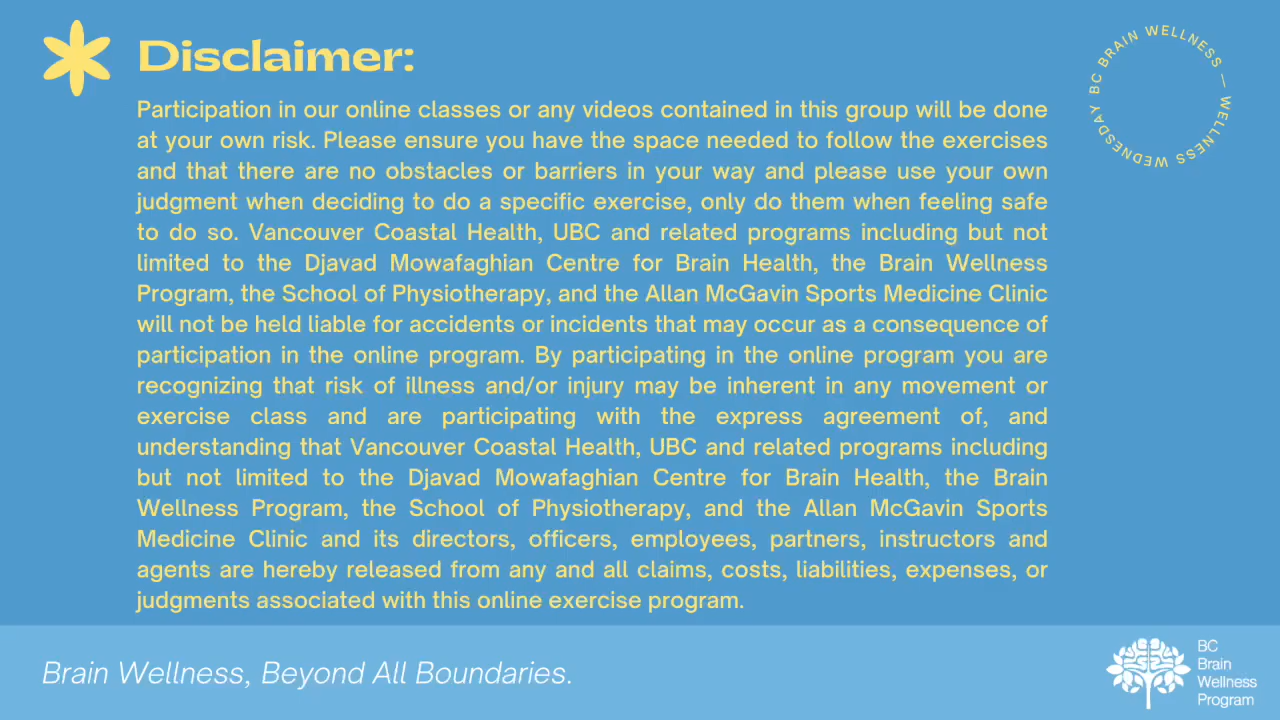 Disclaimer:
Participation in our online classes or any videos contained in this group will be done
at your own risk. Please ensure you have the space needed to follow the exercises
and that there are no obstacles or barriers in your way and please use your own
judgment when deciding to do a specific exercise, only do them when feeling safe
to do so. Vancouver Coastal Health, UBC and related programs including but not
limited to the Djavad Mowafaghian Centre for Brain Health, the Brain Wellness
Program, the School of Physiotherapy, and the Allan McGavin Sports Medicine Clinic
will not be held liable for accidents or incidents that may occur as a consequence of
participation in the online program. By participating in the online program you are
recognizing that risk of illness and/or injury may be inherent in any movement or
exercise class and are participating with the express agreement of, and
understanding that Vancouver Coastal Health, UBC and related programs including
but not limited to the Djavad Mowafaghian Centre for Brain Health, the Brain
Wellness Program, the School of Physiotherapy, and the Allan McGavin Sports
Medicine Clinic and its directors, officers, employees, partners, instructors and
agents are hereby released from any and all claims, costs, liabilities, expenses, or
judgments associated with this online exercise program.
BC BRAIN WELLNESS — WELLNESS WEDNESDAY
Brain Wellness, Beyond All Boundaries.
BC
Brain
Wellness
Program